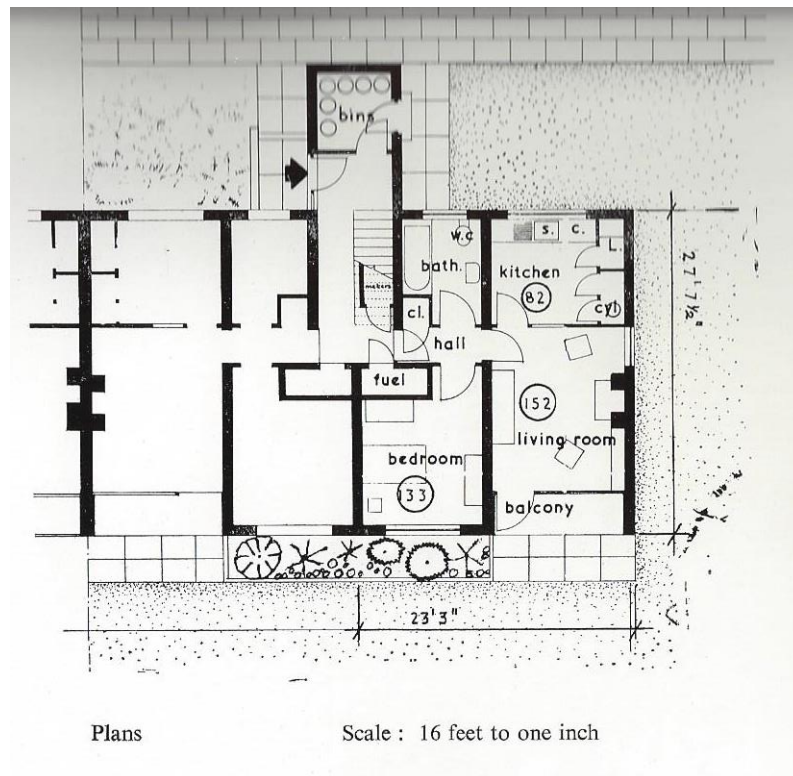 bins
w.c
s. c.
L.
bath.
kitchen
82
meters
cl.
cyl
hall
27'7½"
fuel
152
living room
bedroom
133
balcony
23'3"
Plans
Scale : 16 feet to one inch